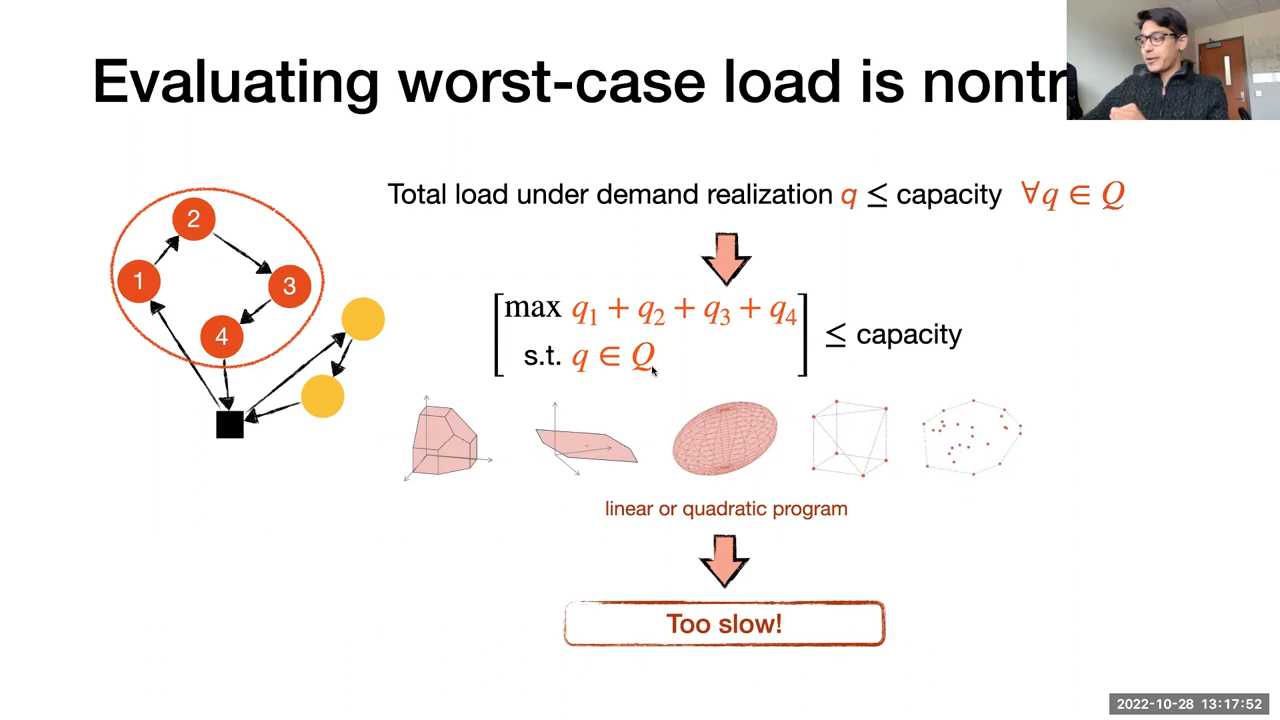 Evaluating worst-case load is nontr
Total load under demand realization q ≤ capacity ∀q ∈ Q
2
1
3
4
max q₁ + q₂ + q₃ + q₄
s.t. q ∈ Q
≤ capacity
linear or quadratic program
Too slow!
2022-10-28 13:17:52